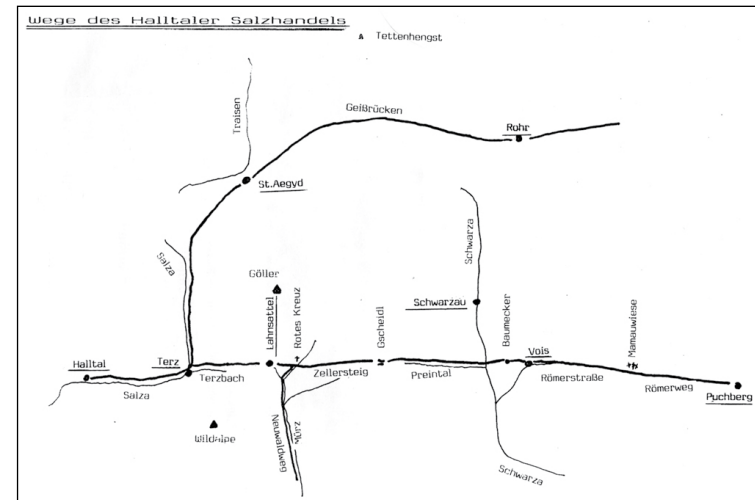 Wege des Halltaler Salzhandels
Tettenhengst
Traisen
Geißrücken
Rohr
St.Aegyd
Salza
Schwarza
Göller
Lahnsattel
Rotes Kreuz
Gscheidl
Schwarzau
Baumecker
Mamauwiese
Halltal
Terz
Terzbach
Zellersteig
Preintal
Vois
Römerstraße
Römerweg
Salza
Puchberg
Wildalpe
Neuwaldweg
Mürz
Schwarza